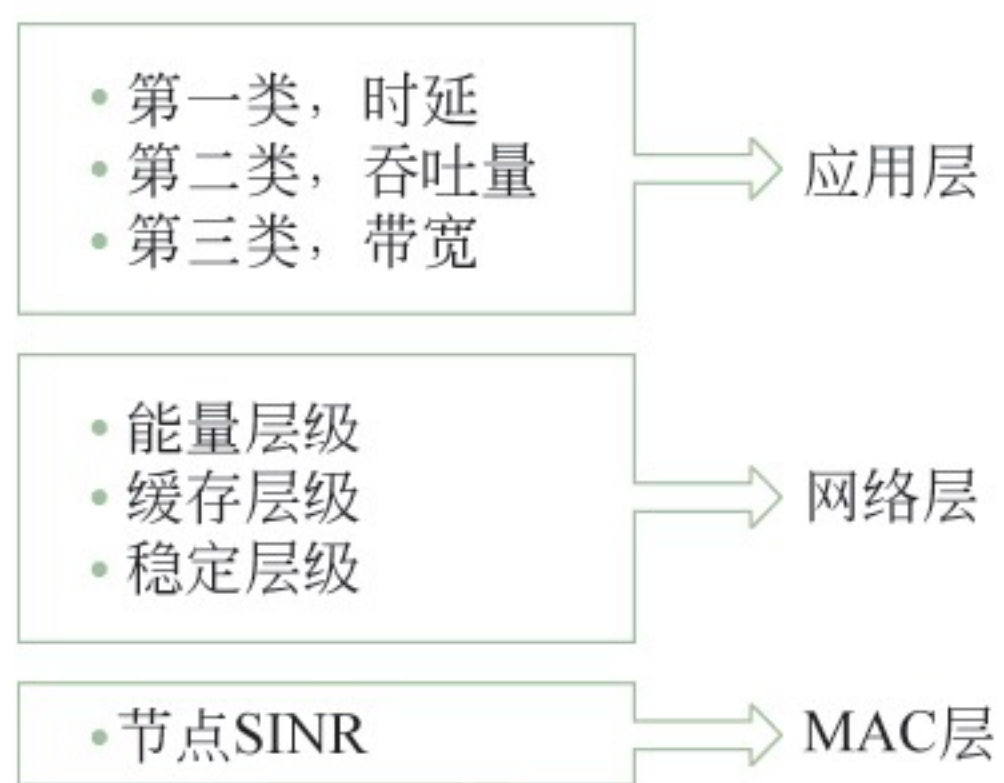 • 第一类，时延
• 第二类，吞吐量
• 第三类，带宽
应用层
• 能量层级
• 缓存层级
• 稳定层级
网络层
• 节点SINR
MAC层